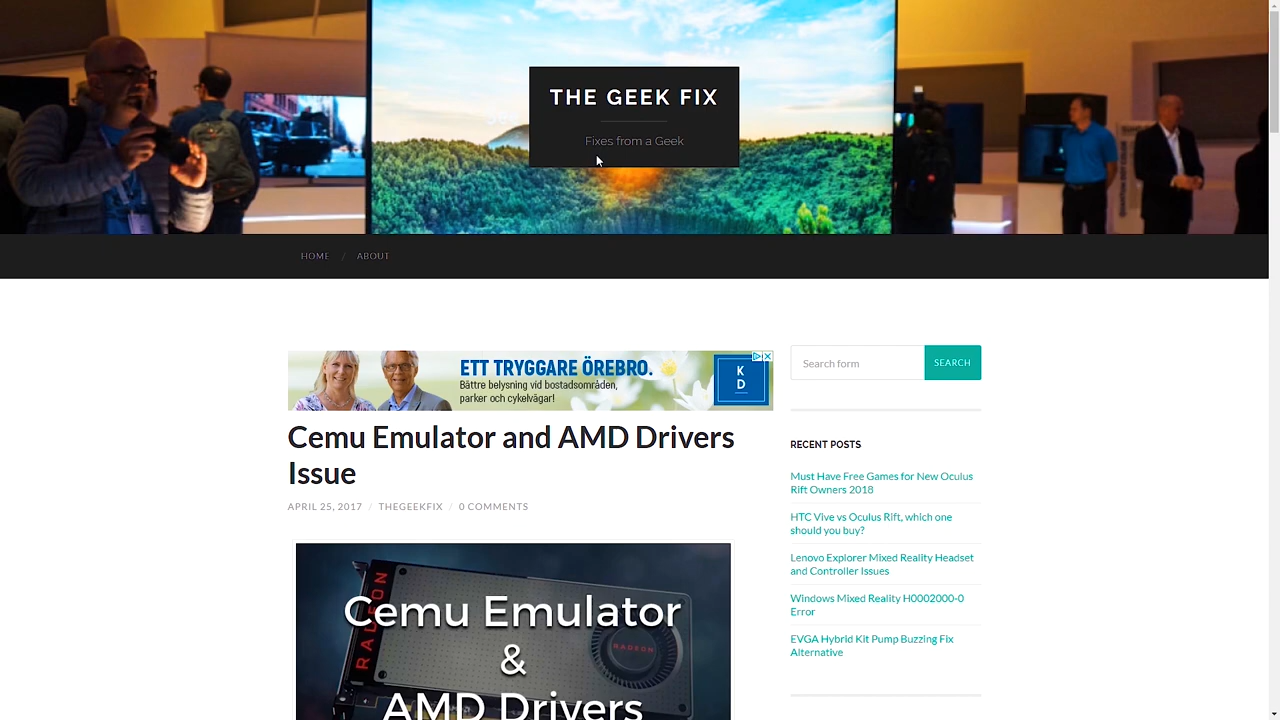 THE GEEK FIX
Fixes from a Geek
HOME / ABOUT
ETT TRYGGARE ÖREBRO.
Bättre belysning vid bostadsområden,
parker och cykelvägar!
K
D
Search form
SEARCH
Cemu Emulator and AMD Drivers
Issue
APRIL 25, 2017 / THEGEEKFIX / 0 COMMENTS
RADEON
Cemu Emulator
&
AMD Drivers
RADEON
RECENT POSTS
Must Have Free Games for New Oculus
Rift Owners 2018
HTC Vive vs Oculus Rift, which one
should you buy?
Lenovo Explorer Mixed Reality Headset
and Controller Issues
Windows Mixed Reality H0002000-0
Error
EVGA Hybrid Kit Pump Buzzing Fix
Alternative